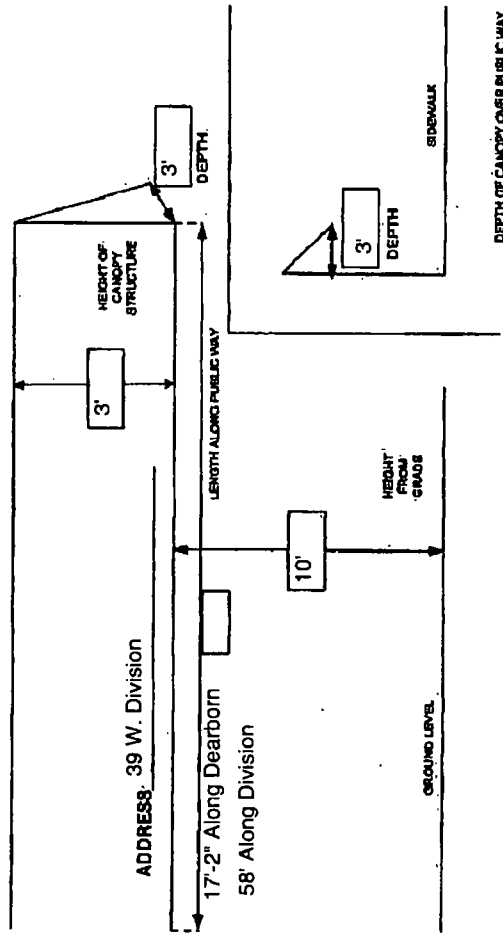 ADDRESS: 39 W. Division
3'
HEIGHT OF
CANOPY
STRUCTURE
3'
DEPTH
LENGTH ALONG PUBLIC WAY
17'-2" Along Dearborn
58' Along Division
10'
HEIGHT
FROM
GRADE
GROUND LEVEL
3'
DEPTH
SIDEWALK
DEPTH OF CANOPY OVER PUBLIC WAY